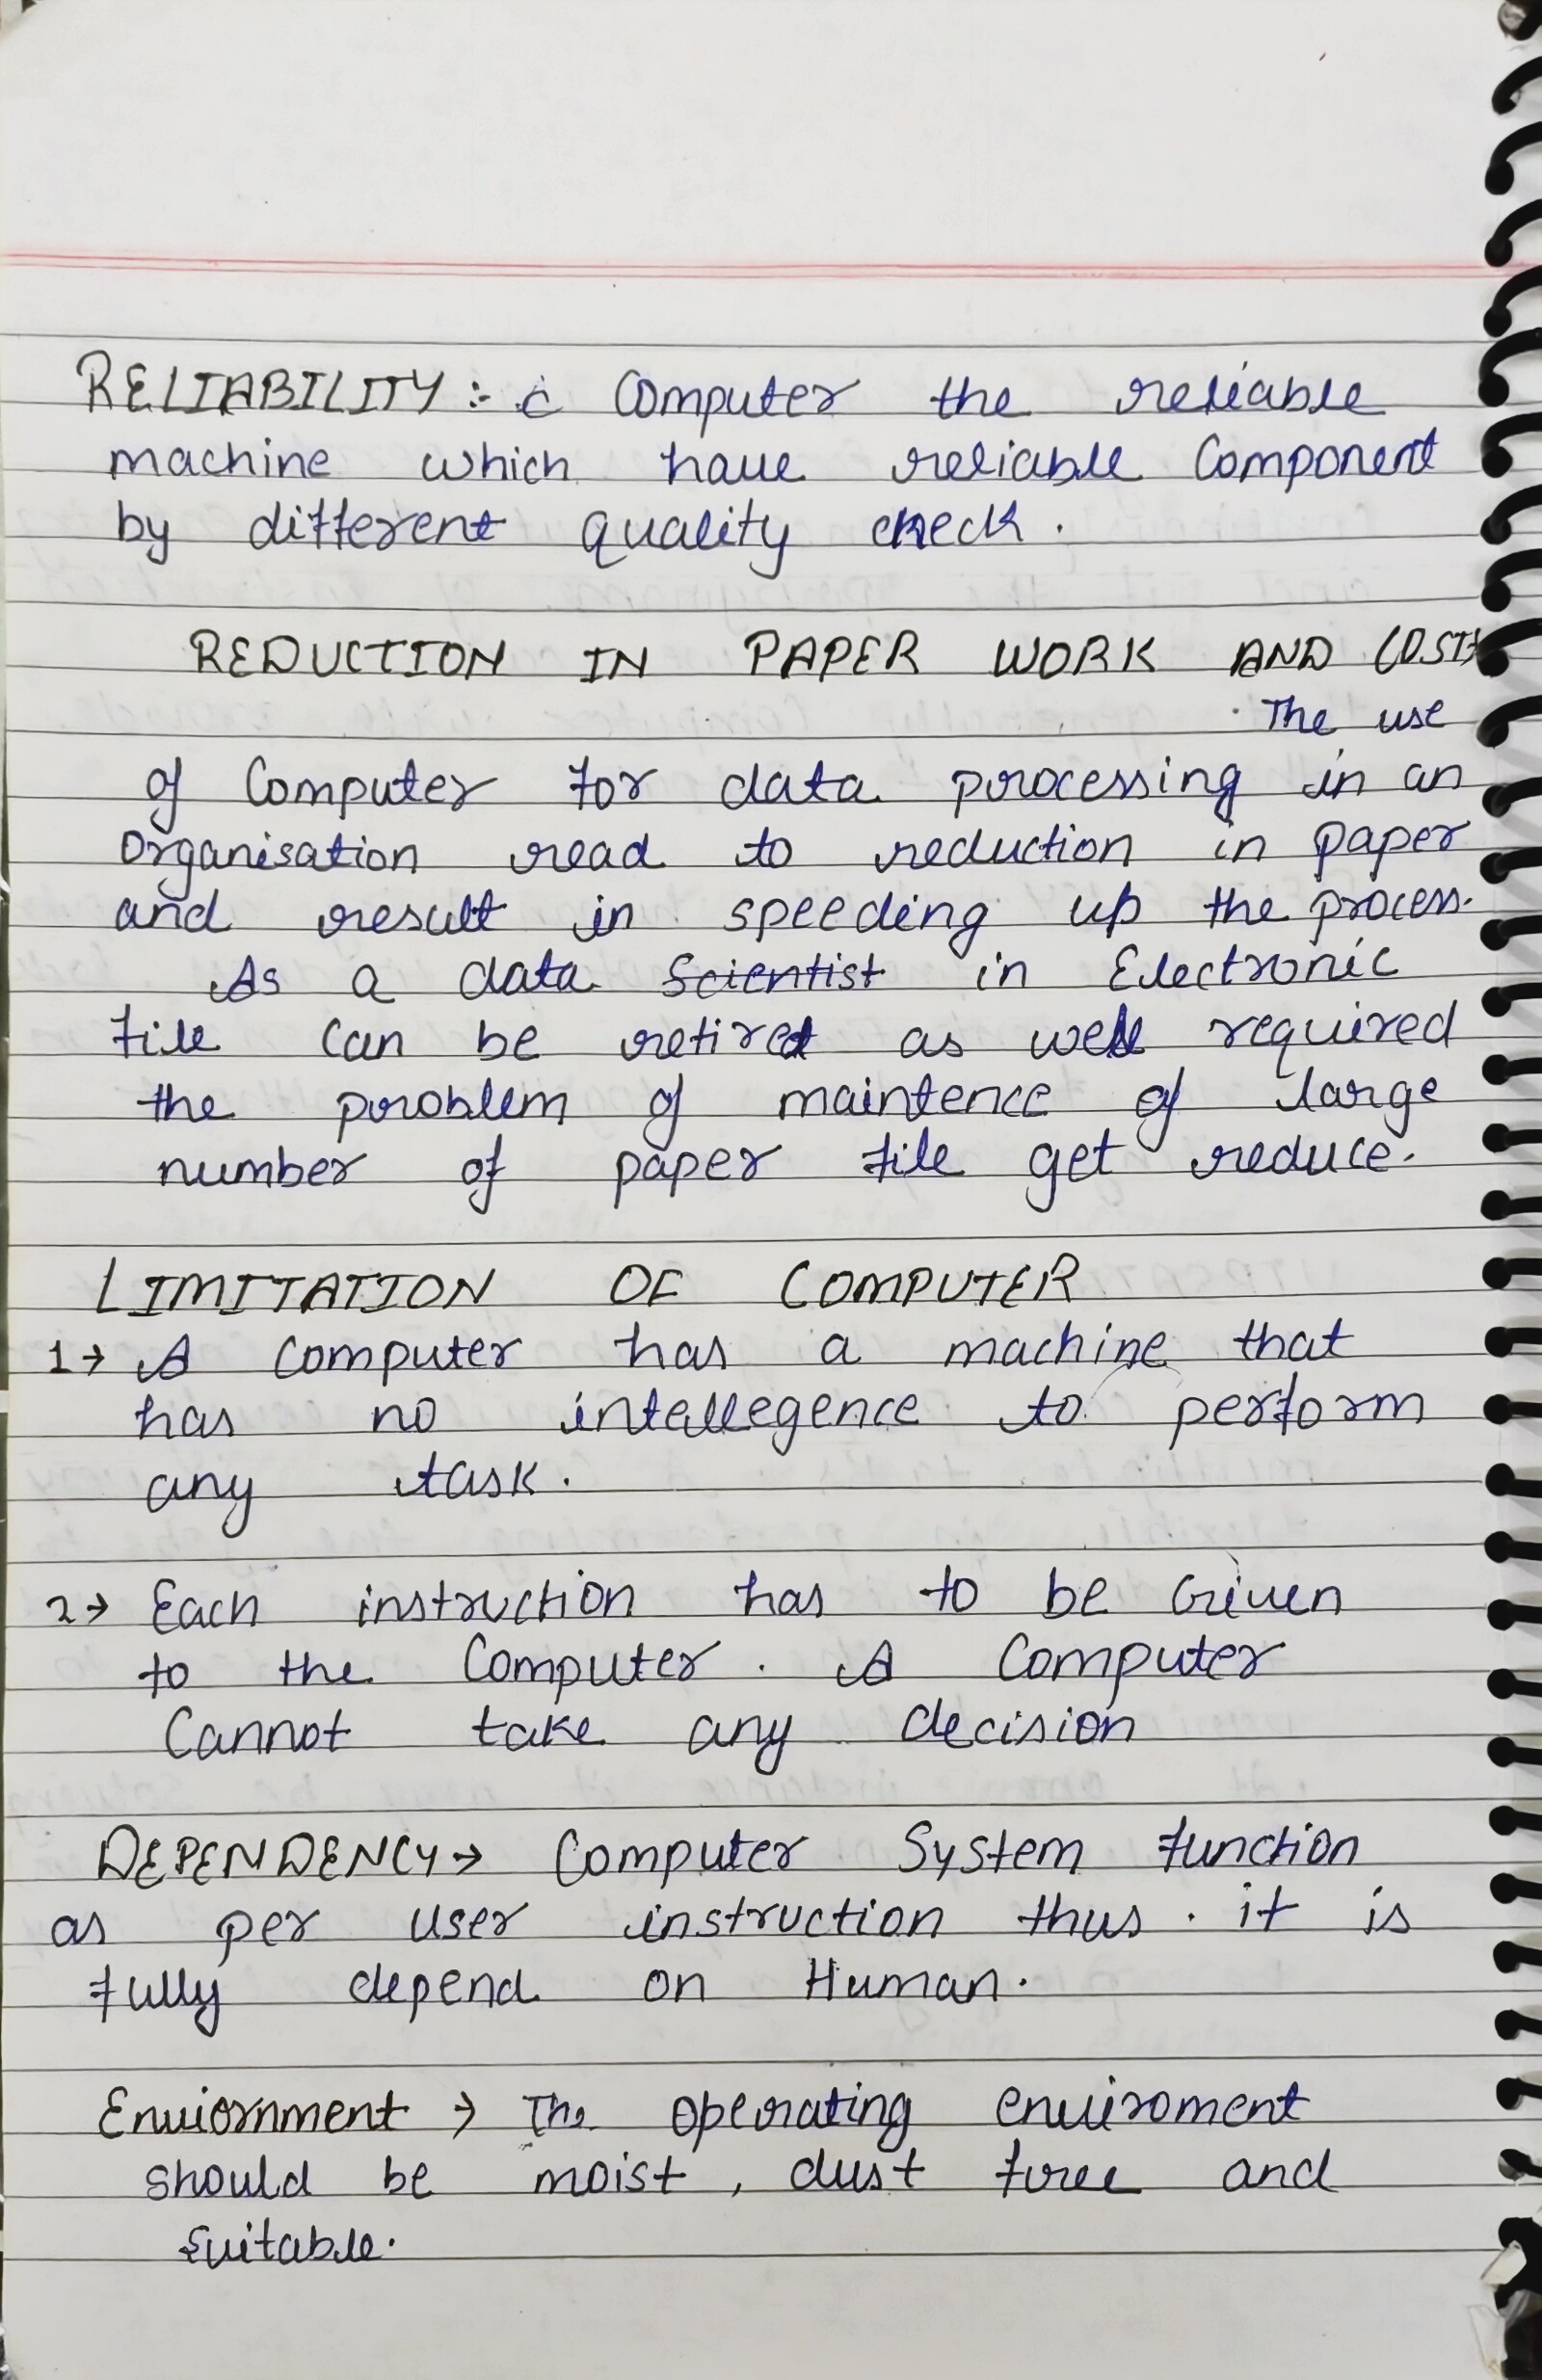 RELIABILITY :- c Computer the reliable
machine which have reliable Component
by different quality check.
REDUCTION IN PAPER WORK AND COST
The use
of Computer for data processing in an
Organisation read to reduction in paper
and result in speeding up the process.
As a data Scientist in Electronic
file can be retired as well required
the problem of maintence of large
number of paper file get reduce.
LIMITATION OF COMPUTER
1→ A Computer has a machine that
has no intellegence to perform
any task.
2→ Each instruction has to be Given
to the Computer. A Computer
Cannot take any decision
DEPENDENCY→ Computer System function
as per user instruction thus. it is
fully depend on Human.
Enviornment → The operating enviroment
should be moist, dust free and
Suitable.